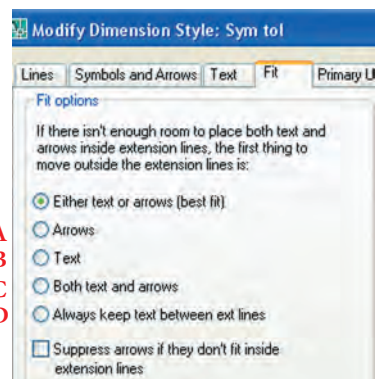 Modify Dimension Style: Sym tol
Lines Symbols and Arrows Text Fit Primary U
Fit options
If there isn't enough room to place both text and
arrows inside extension lines, the first thing to
move outside the extension lines is:
Either text or arrows (best fit)
A Arrows
B Text
C Both text and arrows
D Always keep text between ext lines
Suppress arrows if they don't fit inside
extension lines